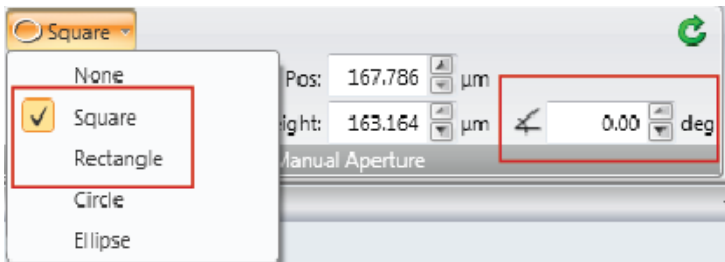 Square
None
Pos: 167.786 µm
Square
ight: 163.164 µm 0.00 deg
Rectangle
Manual Aperture
Circle
Ellipse